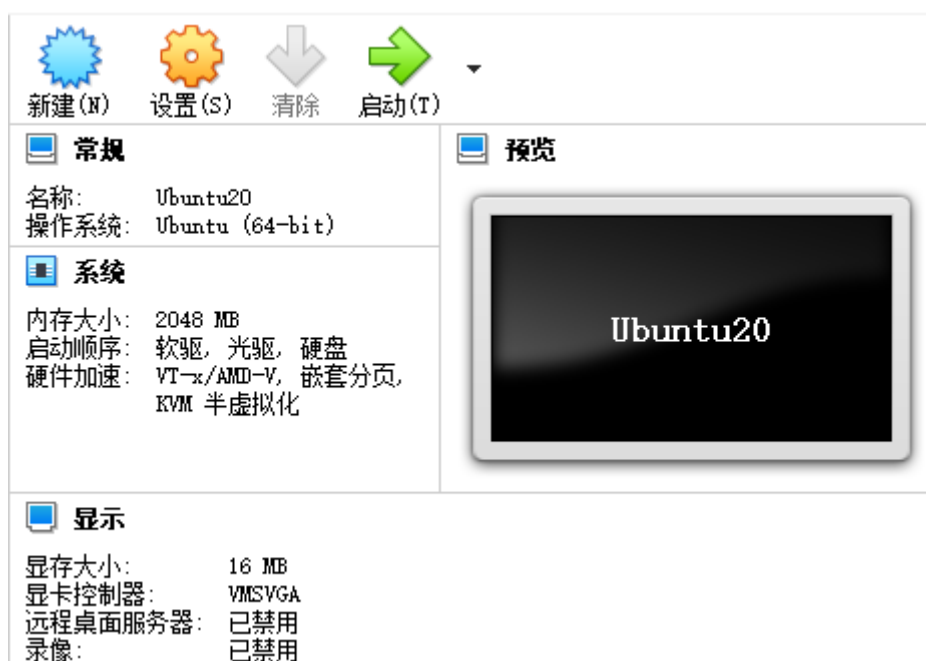 新建(N) 设置(S) 清除 启动(T)
常规
名称: Ubuntu20
操作系统: Ubuntu (64-bit)
系统
内存大小: 2048 MB
启动顺序: 软驱, 光驱, 硬盘
硬件加速: VT-x/AMD-V, 嵌套分页,
KVM 半虚拟化
预览
Ubuntu20
显示
显存大小: 16 MB
显卡控制器: VMSVGA
远程桌面服务器: 已禁用
录像: 已禁用